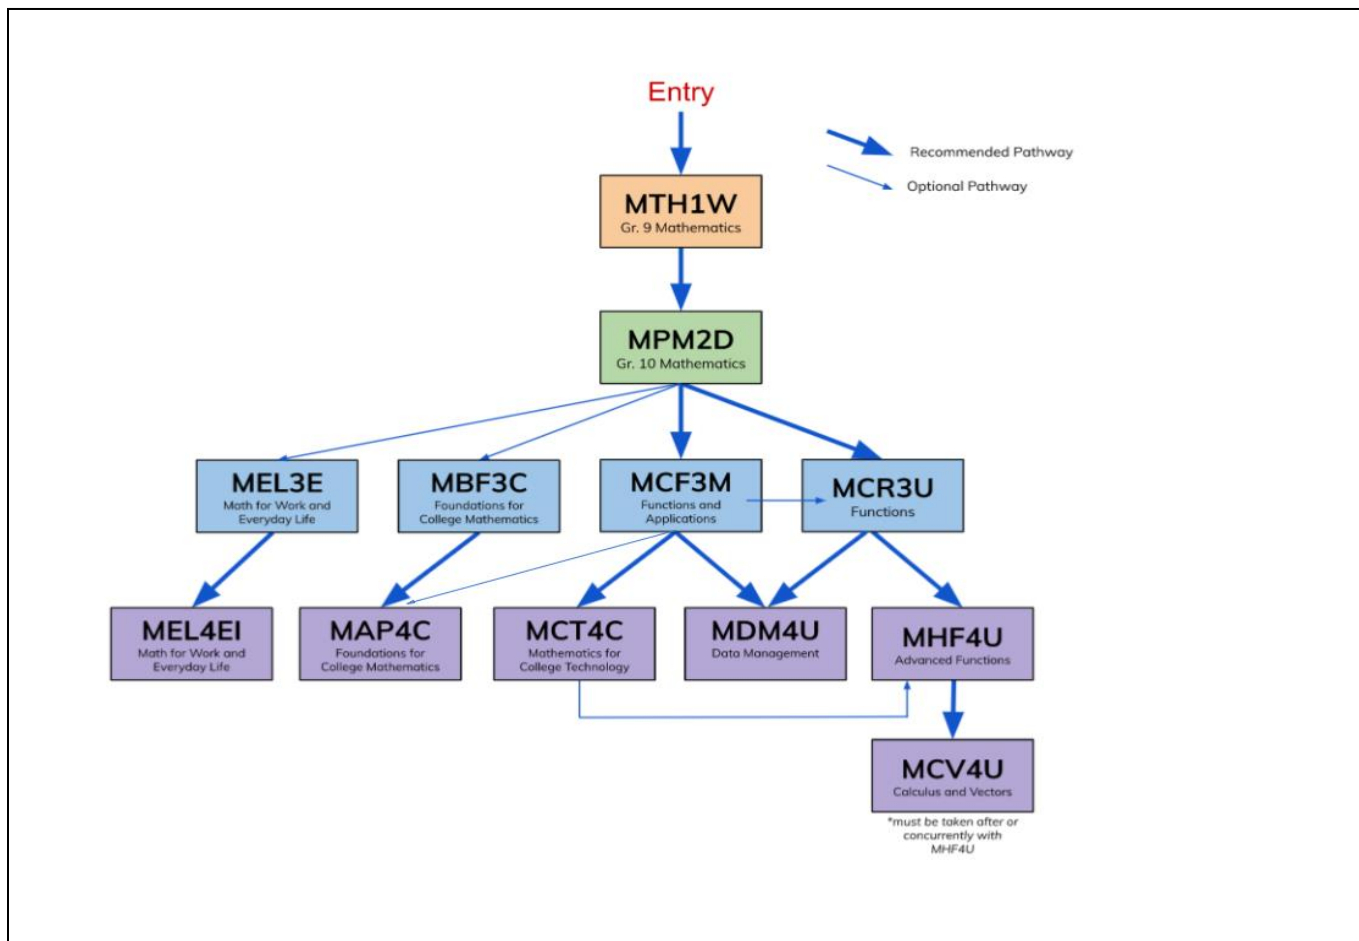 Entry
Recommended Pathway
Optional Pathway
MTH1W
Gr. 9 Mathematics
MPM2D
Gr. 10 Mathematics
MEL3E
Math for Work and
Everyday Life
MBF3C
Foundations for
College Mathematics
MCF3M
Functions and
Applications
MCR3U
Functions
MEL4EI
Math for Work and
Everyday Life
MAP4C
Foundations for
College Mathematics
MCT4C
Mathematics for
College Technology
MDM4U
Data Management
MHF4U
Advanced Functions
MCV4U
Calculus and Vectors
*must be taken after or
concurrently with
MHF4U